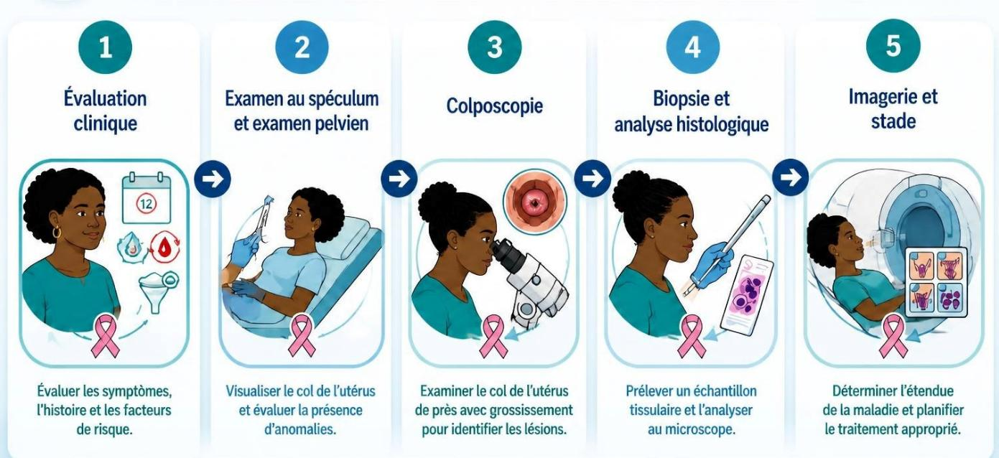 1
Évaluation
clinique
12
Évaluer les symptômes,
l'histoire et les facteurs
de risque.
2
Examen au spéculum
et examen pelvien
Visualiser le col de l'utérus
et évaluer la présence
d'anomalies.
3
Colposcopie
Examiner le col de l'utérus
de près avec grossissement
pour identifier les lésions.
4
Biopsie et
analyse histologique
Prélever un échantillon
tissulaire et l'analyser
au microscope.
5
Imagerie et
stade
Déterminer l'étendue
de la maladie et planifier
le traitement approprié.